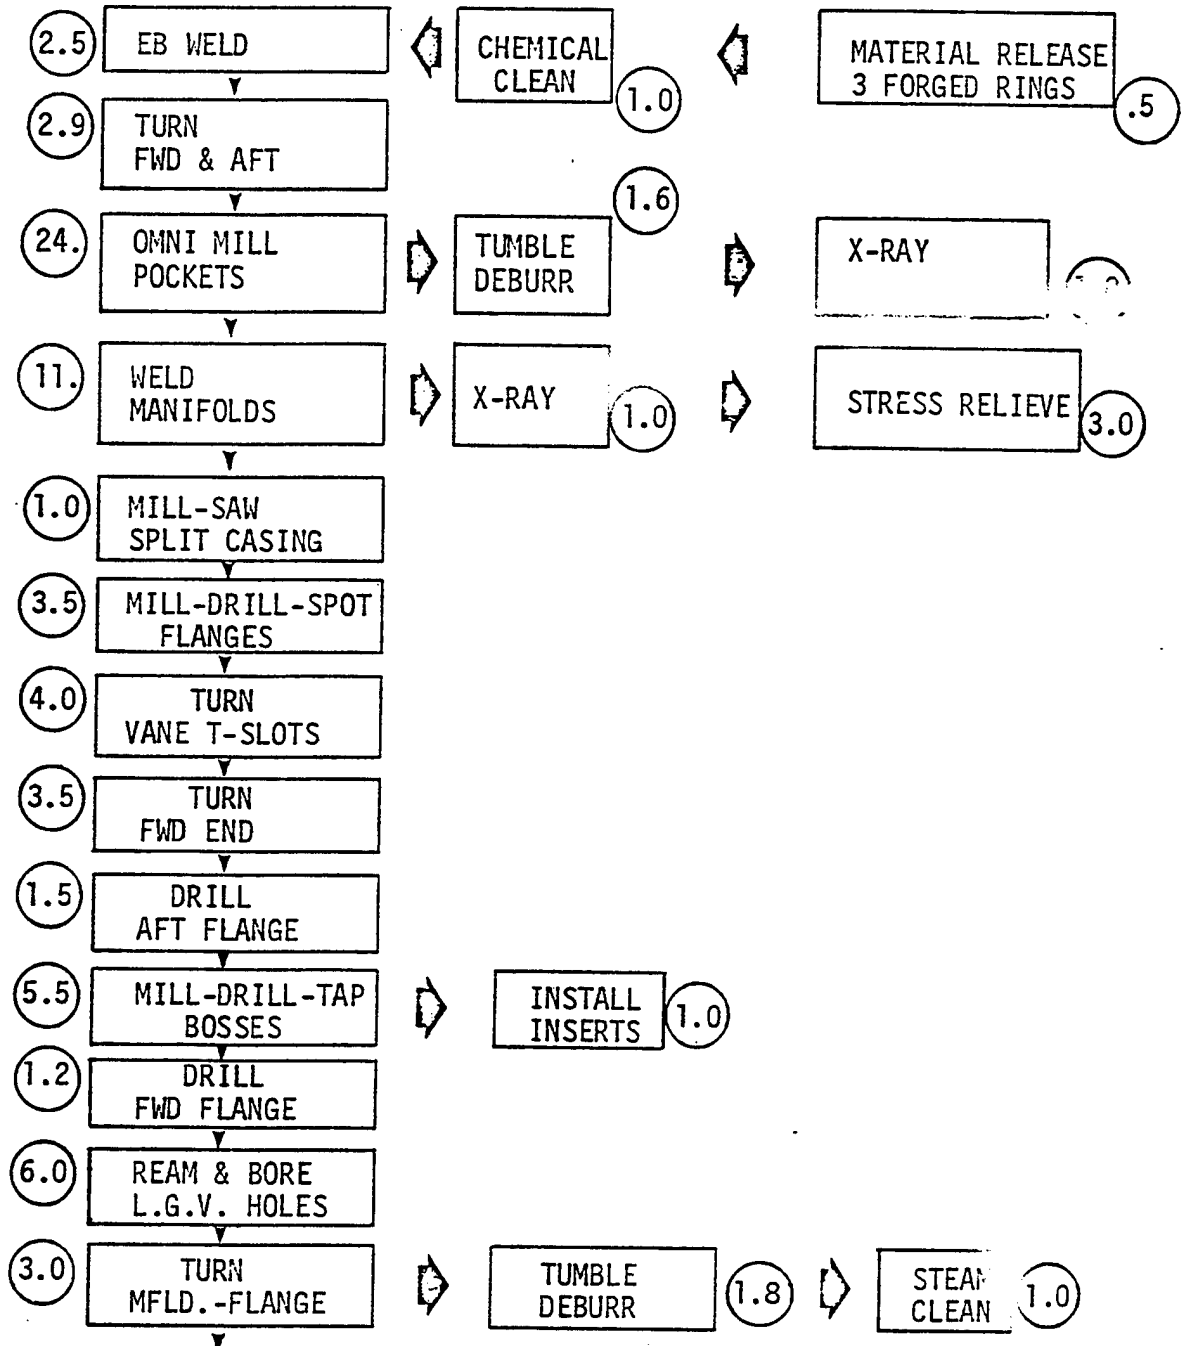 2.5
EB WELD
CHEMICAL
CLEAN
1.0
MATERIAL RELEASE
3 FORGED RINGS
.5
2.9
TURN
FWD & AFT
24.
OMNI MILL
POCKETS
TUMBLE
DEBURR
1.6
X-RAY
11.
WELD
MANIFOLDS
X-RAY
1.0
STRESS RELIEVE
3.0
1.0
MILL-SAW
SPLIT CASING
3.5
MILL-DRILL-SPOT
FLANGES
4.0
TURN
VANE T-SLOTS
3.5
TURN
FWD END
1.5
DRILL
AFT FLANGE
5.5
MILL-DRILL-TAP
BOSSES
INSTALL
INSERTS
1.0
1.2
DRILL
FWD FLANGE
6.0
REAM & BORE
L.G.V. HOLES
3.0
TURN
MFLD.-FLANGE
TUMBLE
DEBURR
1.8
STEAM
CLEAN
1.0